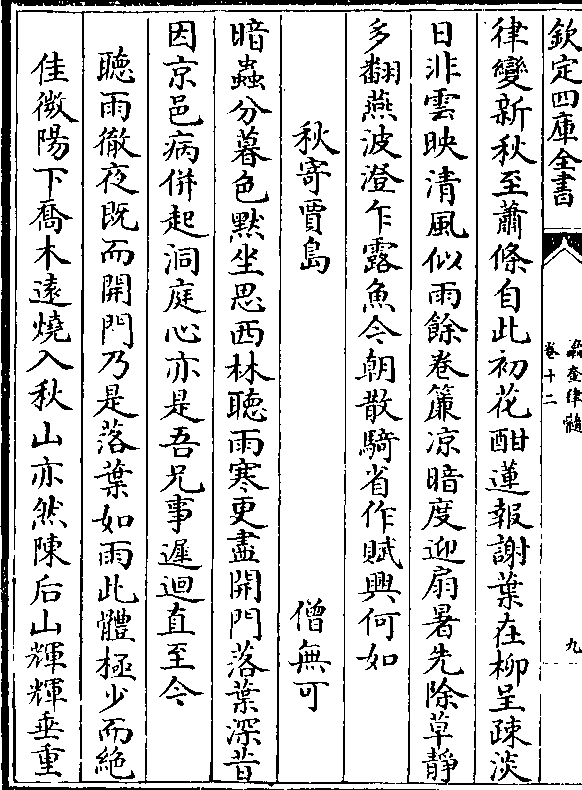 欽定四庫全書
瀛奎律髓
卷十二
九
律變新秋至蕭條自此初花酣蓮報謝葉在柳呈疎淡
日非雲映清風似雨餘卷簾凉暗度迎扇暑先除草靜
多翻燕波澄乍露魚今朝散騎省作賦興何如
秋寄賈島
僧無可
暗蟲分暮色黙坐思西林聽雨寒更盡開門落葉深昔
因京邑病併起洞庭心亦是吾兄事遲迴直至今
聽雨徹夜既而開門乃是落葉如雨此體極少而絶
佳微陽下喬木遠燒入秋山亦然陳后山輝輝垂重